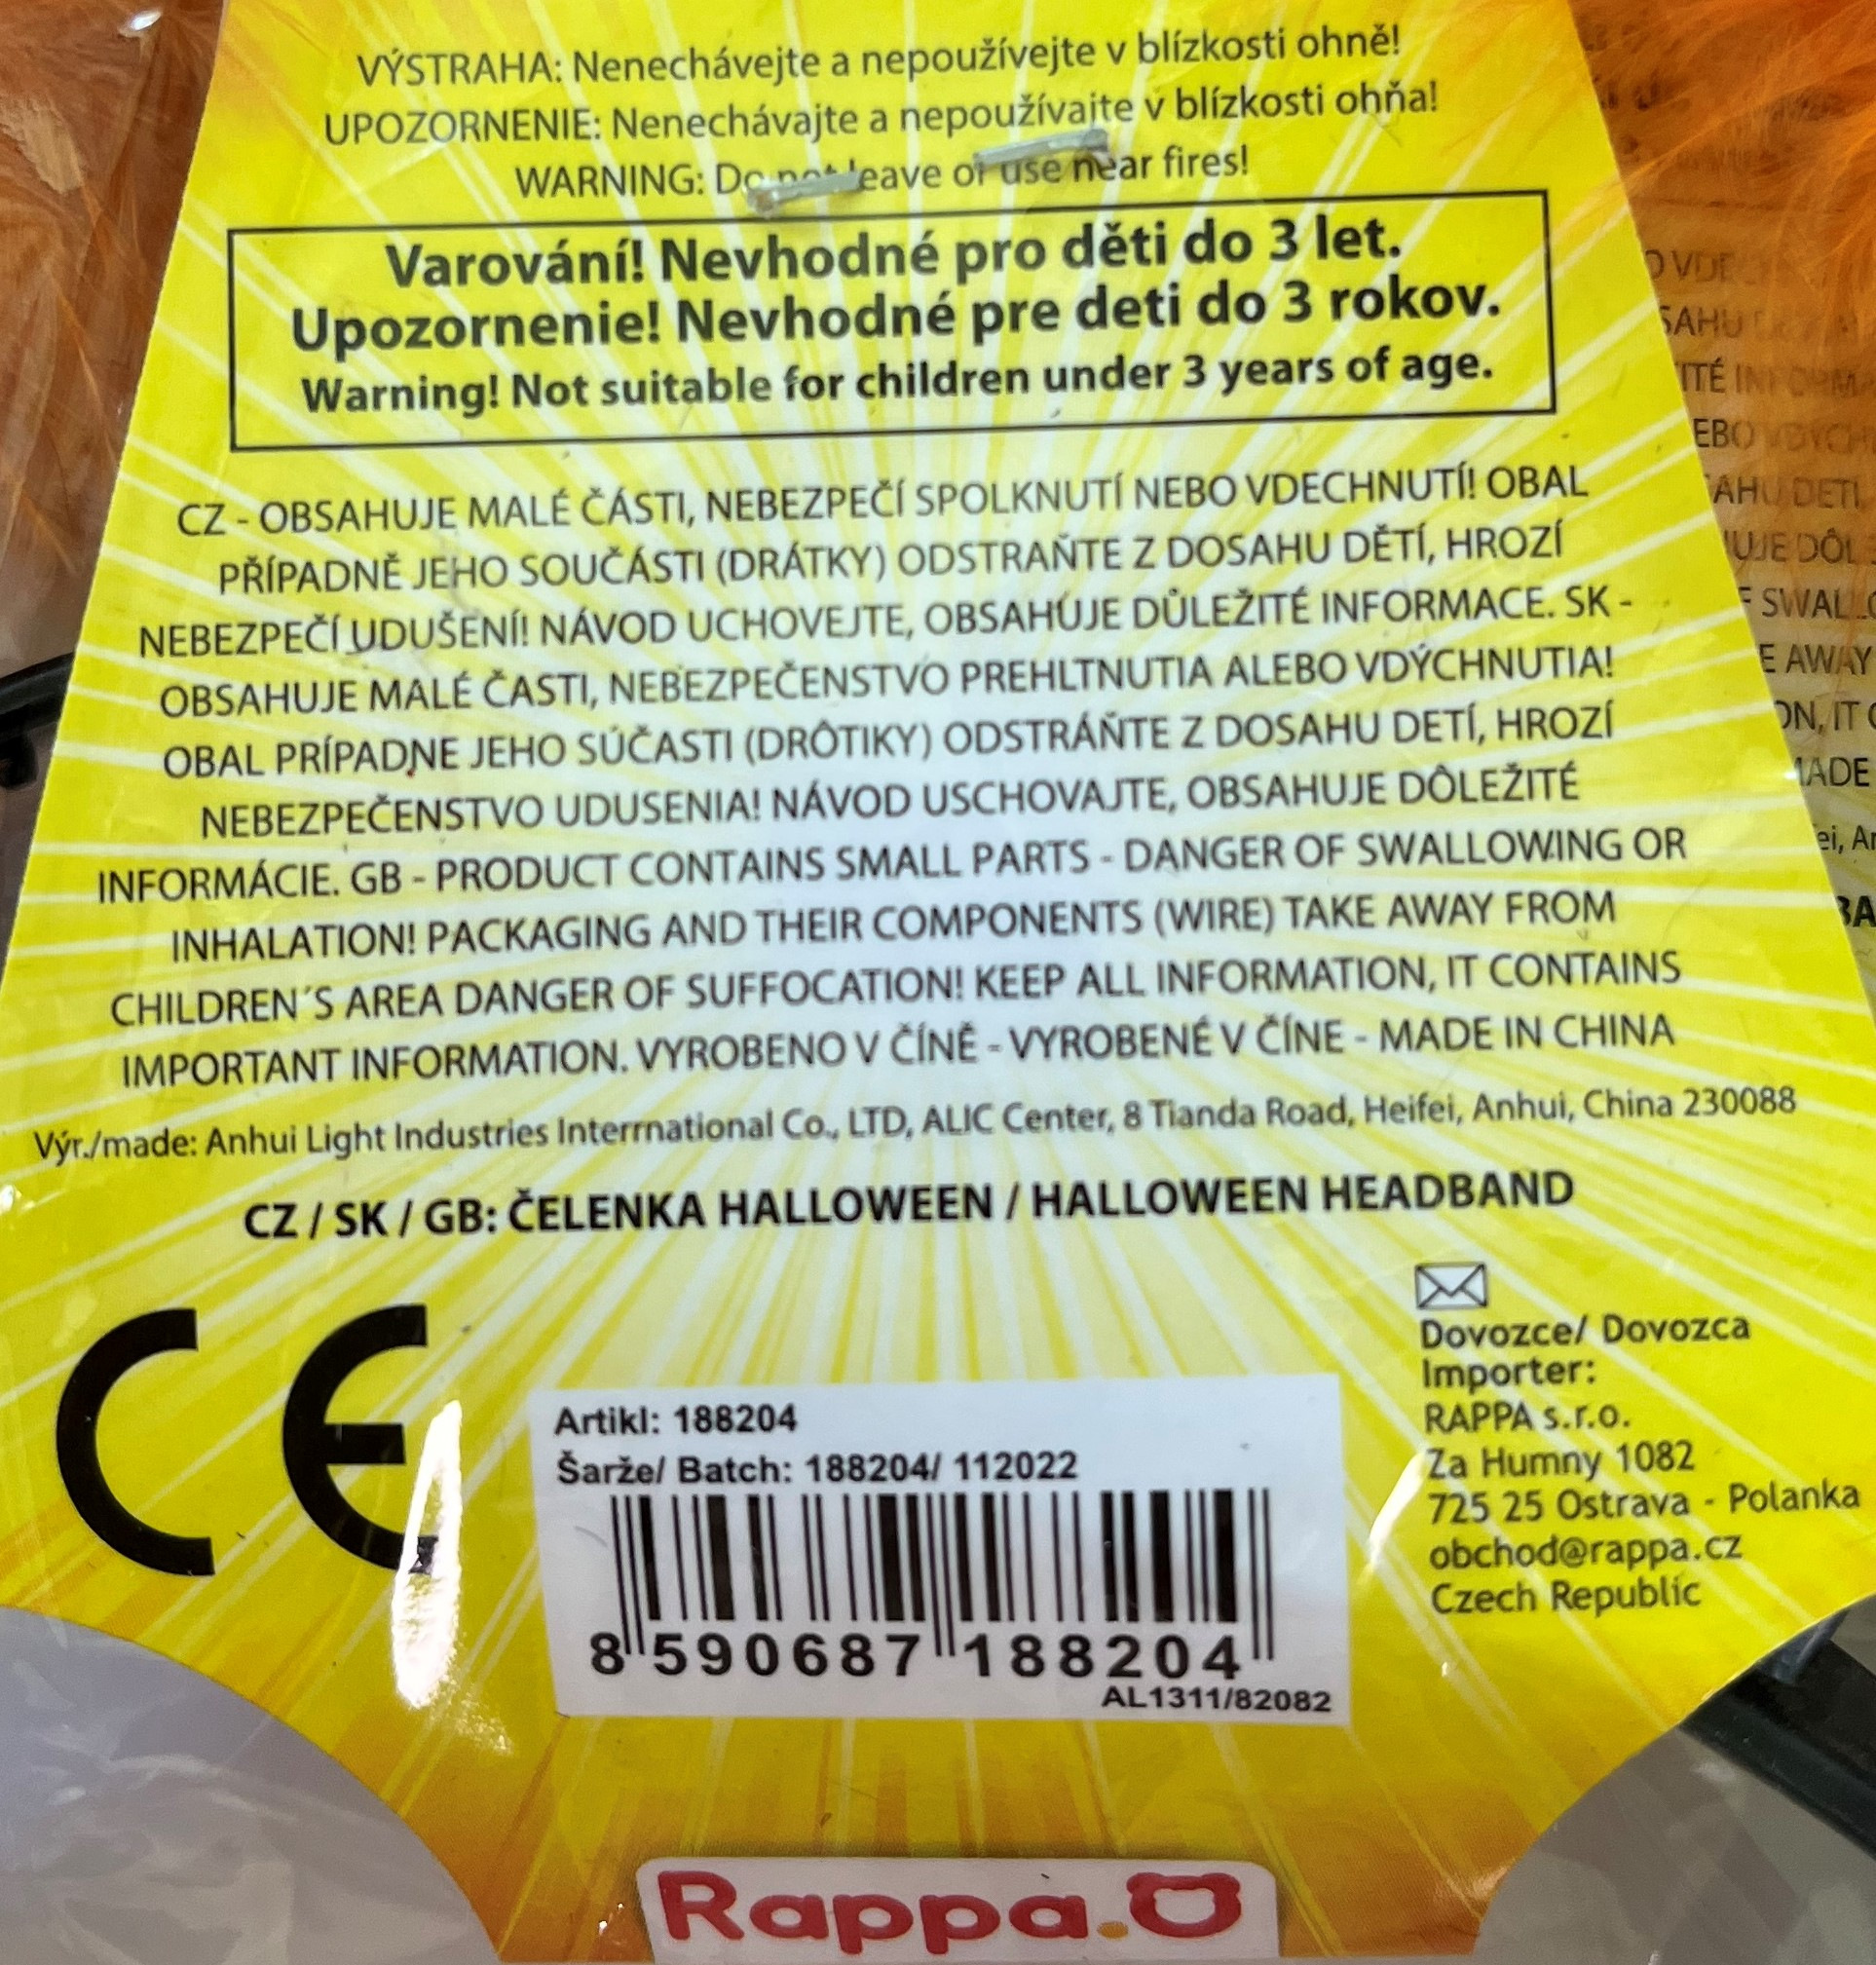 VÝSTRAHA: Nenechávejte a nepoužívejte v blízkosti ohně!
UPOZORNENIE: Nenechávajte a nepoužívajte v blízkosti ohňa!
WARNING: Do not leave or use near fires!
Varování! Nevhodné pro děti do 3 let.
Upozornenie! Nevhodné pre deti do 3 rokov.
Warning! Not suitable for children under 3 years of age.
CZ - OBSAHUJE MALÉ ČÁSTI, NEBEZPEČÍ SPOLKNUTÍ NEBO VDECHNUTÍ! OBAL
PŘÍPADNĚ JEHO SOUČÁSTI (DRÁTKY) ODSTRAŇTE Z DOSAHU DĚTÍ, HROZÍ
NEBEZPEČÍ UDUŠENÍ! NÁVOD UCHOVEJTE, OBSAHUJE DŮLEŽITÉ INFORMACE. SK -
OBSAHUJE MALÉ ČASTI, NEBEZPEČENSTVO PREHLTNUTIA ALEBO VDÝCHNUTIA!
OBAL PRÍPADNE JEHO SÚČASTI (DRÔTIKY) ODSTRÁŇTE Z DOSAHU DETÍ, HROZÍ
NEBEZPEČENSTVO UDUSENIA! NÁVOD USCHOVAJTE, OBSAHUJE DÔLEŽITÉ
INFORMÁCIE. GB - PRODUCT CONTAINS SMALL PARTS - DANGER OF SWALLOWING OR
INHALATION! PACKAGING AND THEIR COMPONENTS (WIRE) TAKE AWAY FROM
CHILDREN´S AREA DANGER OF SUFFOCATION! KEEP ALL INFORMATION, IT CONTAINS
IMPORTANT INFORMATION. VYROBENO V ČÍNĚ - VYROBENÉ V ČÍNE - MADE IN CHINA
Výr./made: Anhui Light Industries Interrnational Co., LTD, ALIC Center, 8 Tianda Road, Heifei, Anhui, China 230088
CZ / SK / GB: ČELENKA HALLOWEEN / HALLOWEEN HEADBAND
CE
Artikl: 188204
Šarže/ Batch: 188204/ 112022
8 590687 188204
AL1311/82082
Dovozce/ Dovozca
Importer:
RAPPA s.r.o.
Za Humny 1082
725 25 Ostrava - Polanka
obchod@rappa.cz
Czech Republic
Rappa.